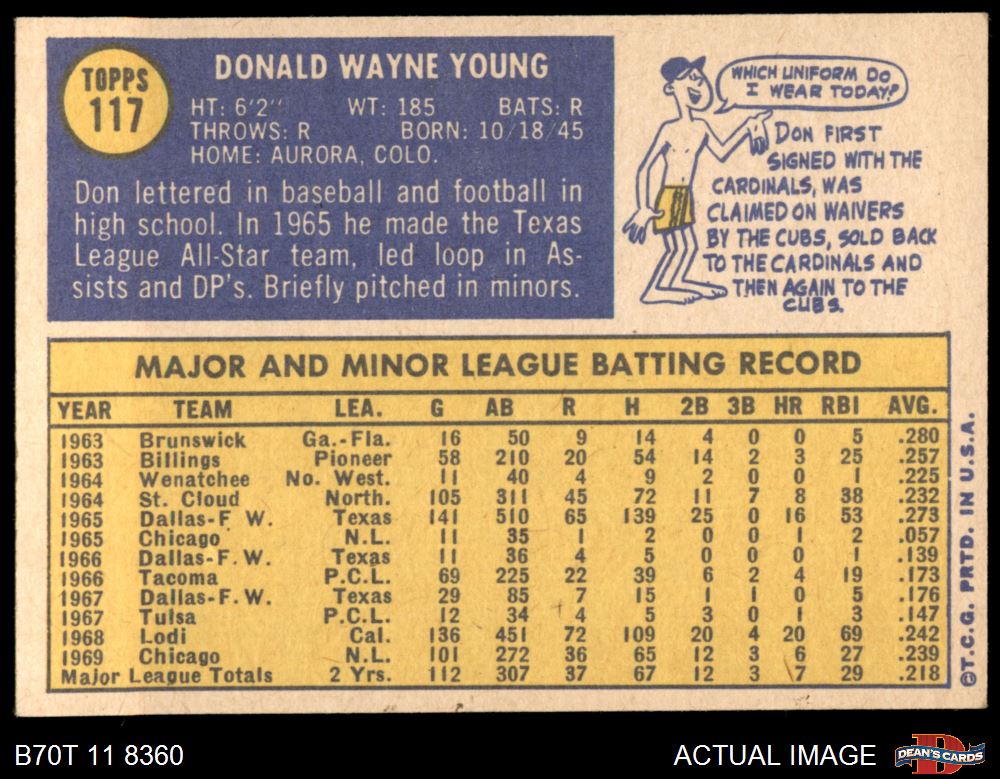 TOPPS
117
DONALD WAYNE YOUNG
HT: 6'2" WT: 185 BATS: R
THROWS: R BORN: 10/18/45
HOME: AURORA, COLO.
Don lettered in baseball and football in
high school. In 1965 he made the Texas
League All-Star team, led loop in As-
sists and DP's. Briefly pitched in minors.
WHICH UNIFORM DO
I WEAR TODAY?
DON FIRST
SIGNED WITH THE
CARDINALS, WAS
CLAIMED ON WAIVERS
BY THE CUBS, SOLD BACK
TO THE CARDINALS AND
THEN AGAIN TO THE
CUBS.
MAJOR AND MINOR LEAGUE BATTING RECORD
YEAR TEAM LEA. G AB R H 2B 3B HR RBI AVG.
1963 Brunswick Ga.-Fla. 16 50 9 14 4 0 0 5 .280
1963 Billings Pioneer 58 210 20 54 14 2 3 25 .257
1964 Wenatchee No. West. 11 40 4 9 2 0 0 1 .225
1964 St. Cloud North. 105 311 45 72 11 7 8 38 .232
1965 Dallas-F W. Texas 141 510 65 139 25 0 16 53 .273
1965 Chicago N.L. 11 35 1 2 0 0 1 2 .057
1966 Dallas-F.W. Texas 11 36 4 5 0 0 0 1 .139
1966 Tacoma P.C.L. 69 225 22 39 6 2 4 19 .173
1967 Dallas-F.W. Texas 29 85 7 15 1 1 0 5 .176
1967 Tulsa P.C.L. 12 34 4 5 3 0 1 3 .147
1968 Lodi Cal. 136 451 72 109 20 4 20 69 .242
1969 Chicago N.L. 101 272 36 65 12 3 6 27 .239
Major League Totals 2 Yrs. 112 307 37 67 12 3 7 29 .218
©T.C.G. PRTD. IN U.S.A.
B70T 11 8360
ACTUAL IMAGE
D
DEAN'S CARDS